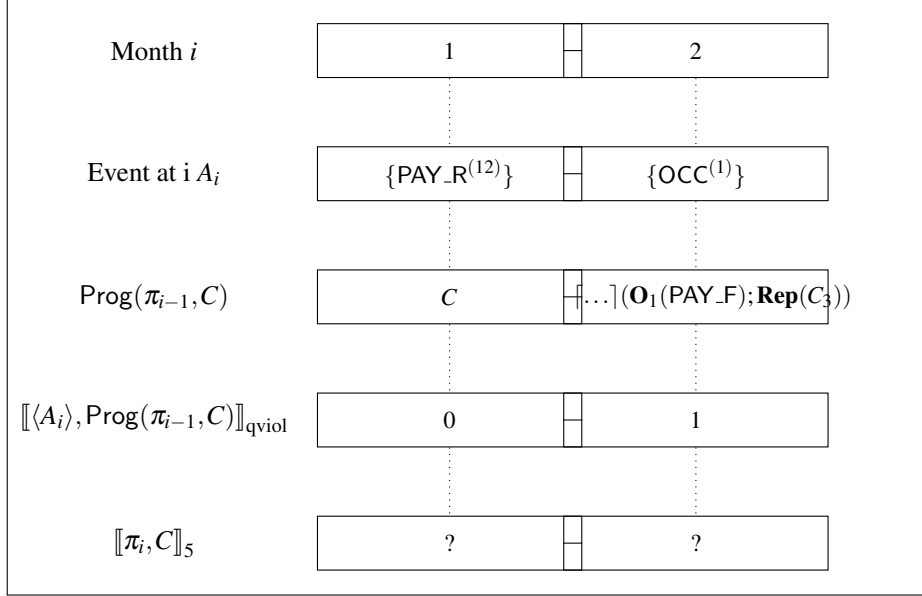 Month i 1 2
Event at i A_i {PAY_R^(12)} {OCC^(1)}
Prog(π_{i−1}, C) C ⌈…⌉(O_1(PAY_F);Rep(C_3))
⟦⟨A_i⟩, Prog(π_{i−1}, C)⟧_qviol 0 1
⟦π_i, C⟧_5 ? ?